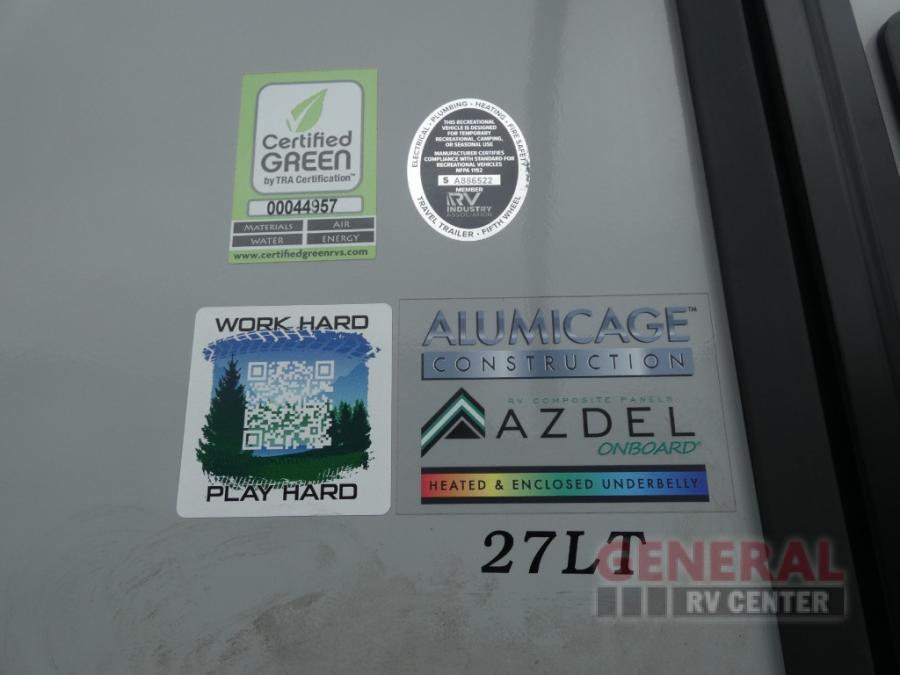 Certified
GREEN
by TRA Certification™
00044957
MATERIALS AIR
WATER ENERGY
www.certifiedgreenrvs.com
ELECTRICAL • PLUMBING • HEATING • FIRE SAFETY
THIS RECREATIONAL
VEHICLE IS DESIGNED
FOR TEMPORARY
RECREATIONAL, CAMPING,
OR SEASONAL USE
MANUFACTURER CERTIFIES
COMPLIANCE WITH STANDARD FOR
RECREATIONAL VEHICLES
NFPA 1192
S A886522
MEMBER
RV
INDUSTRY
ASSOCIATION
TRAVEL TRAILER • FIFTH WHEEL
WORK HARD
PLAY HARD
ALUMICAGE™
CONSTRUCTION
RV COMPOSITE PANELS
AZDEL
ONBOARD®
HEATED & ENCLOSED UNDERBELLY
27LT
GENERAL
RV CENTER